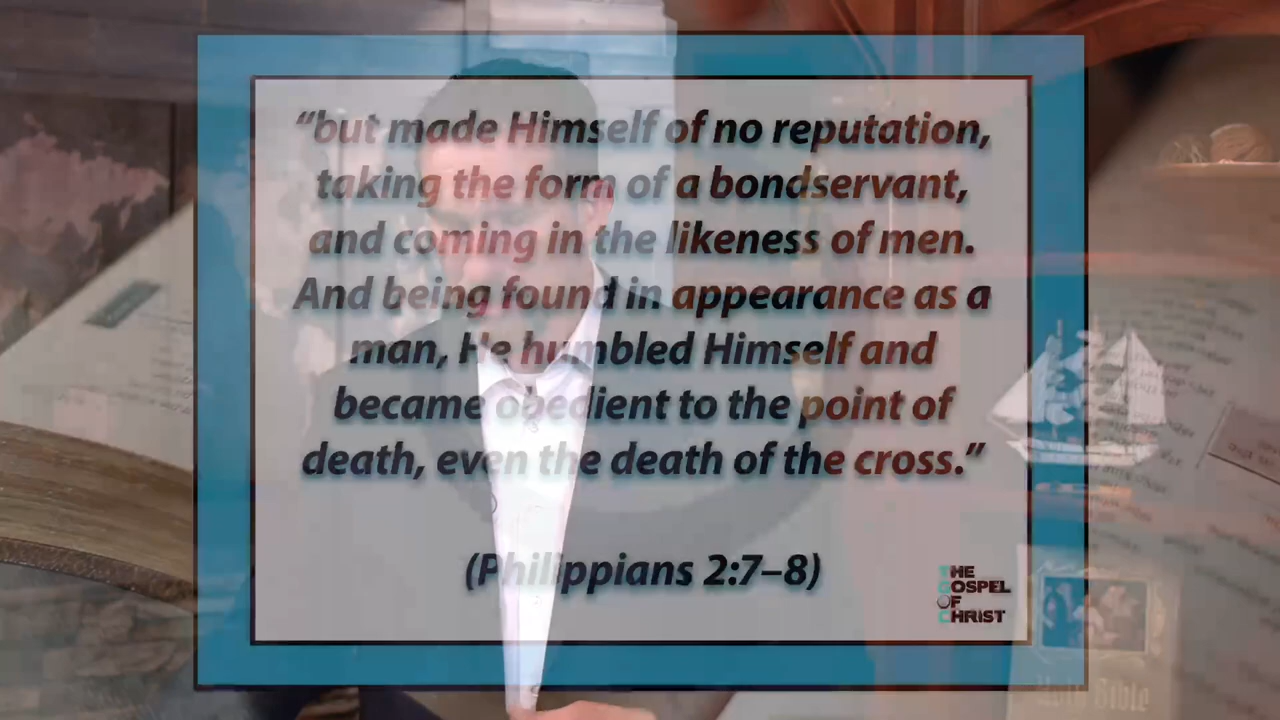 “but made Himself of no reputation,
taking the form of a bondservant,
and coming in the likeness of men.
And being found in appearance as a
man, He humbled Himself and
became obedient to the point of
death, even the death of the cross.”
(Philippians 2:7–8)
THE
GOSPEL
OF
CHRIST
Holy Bible